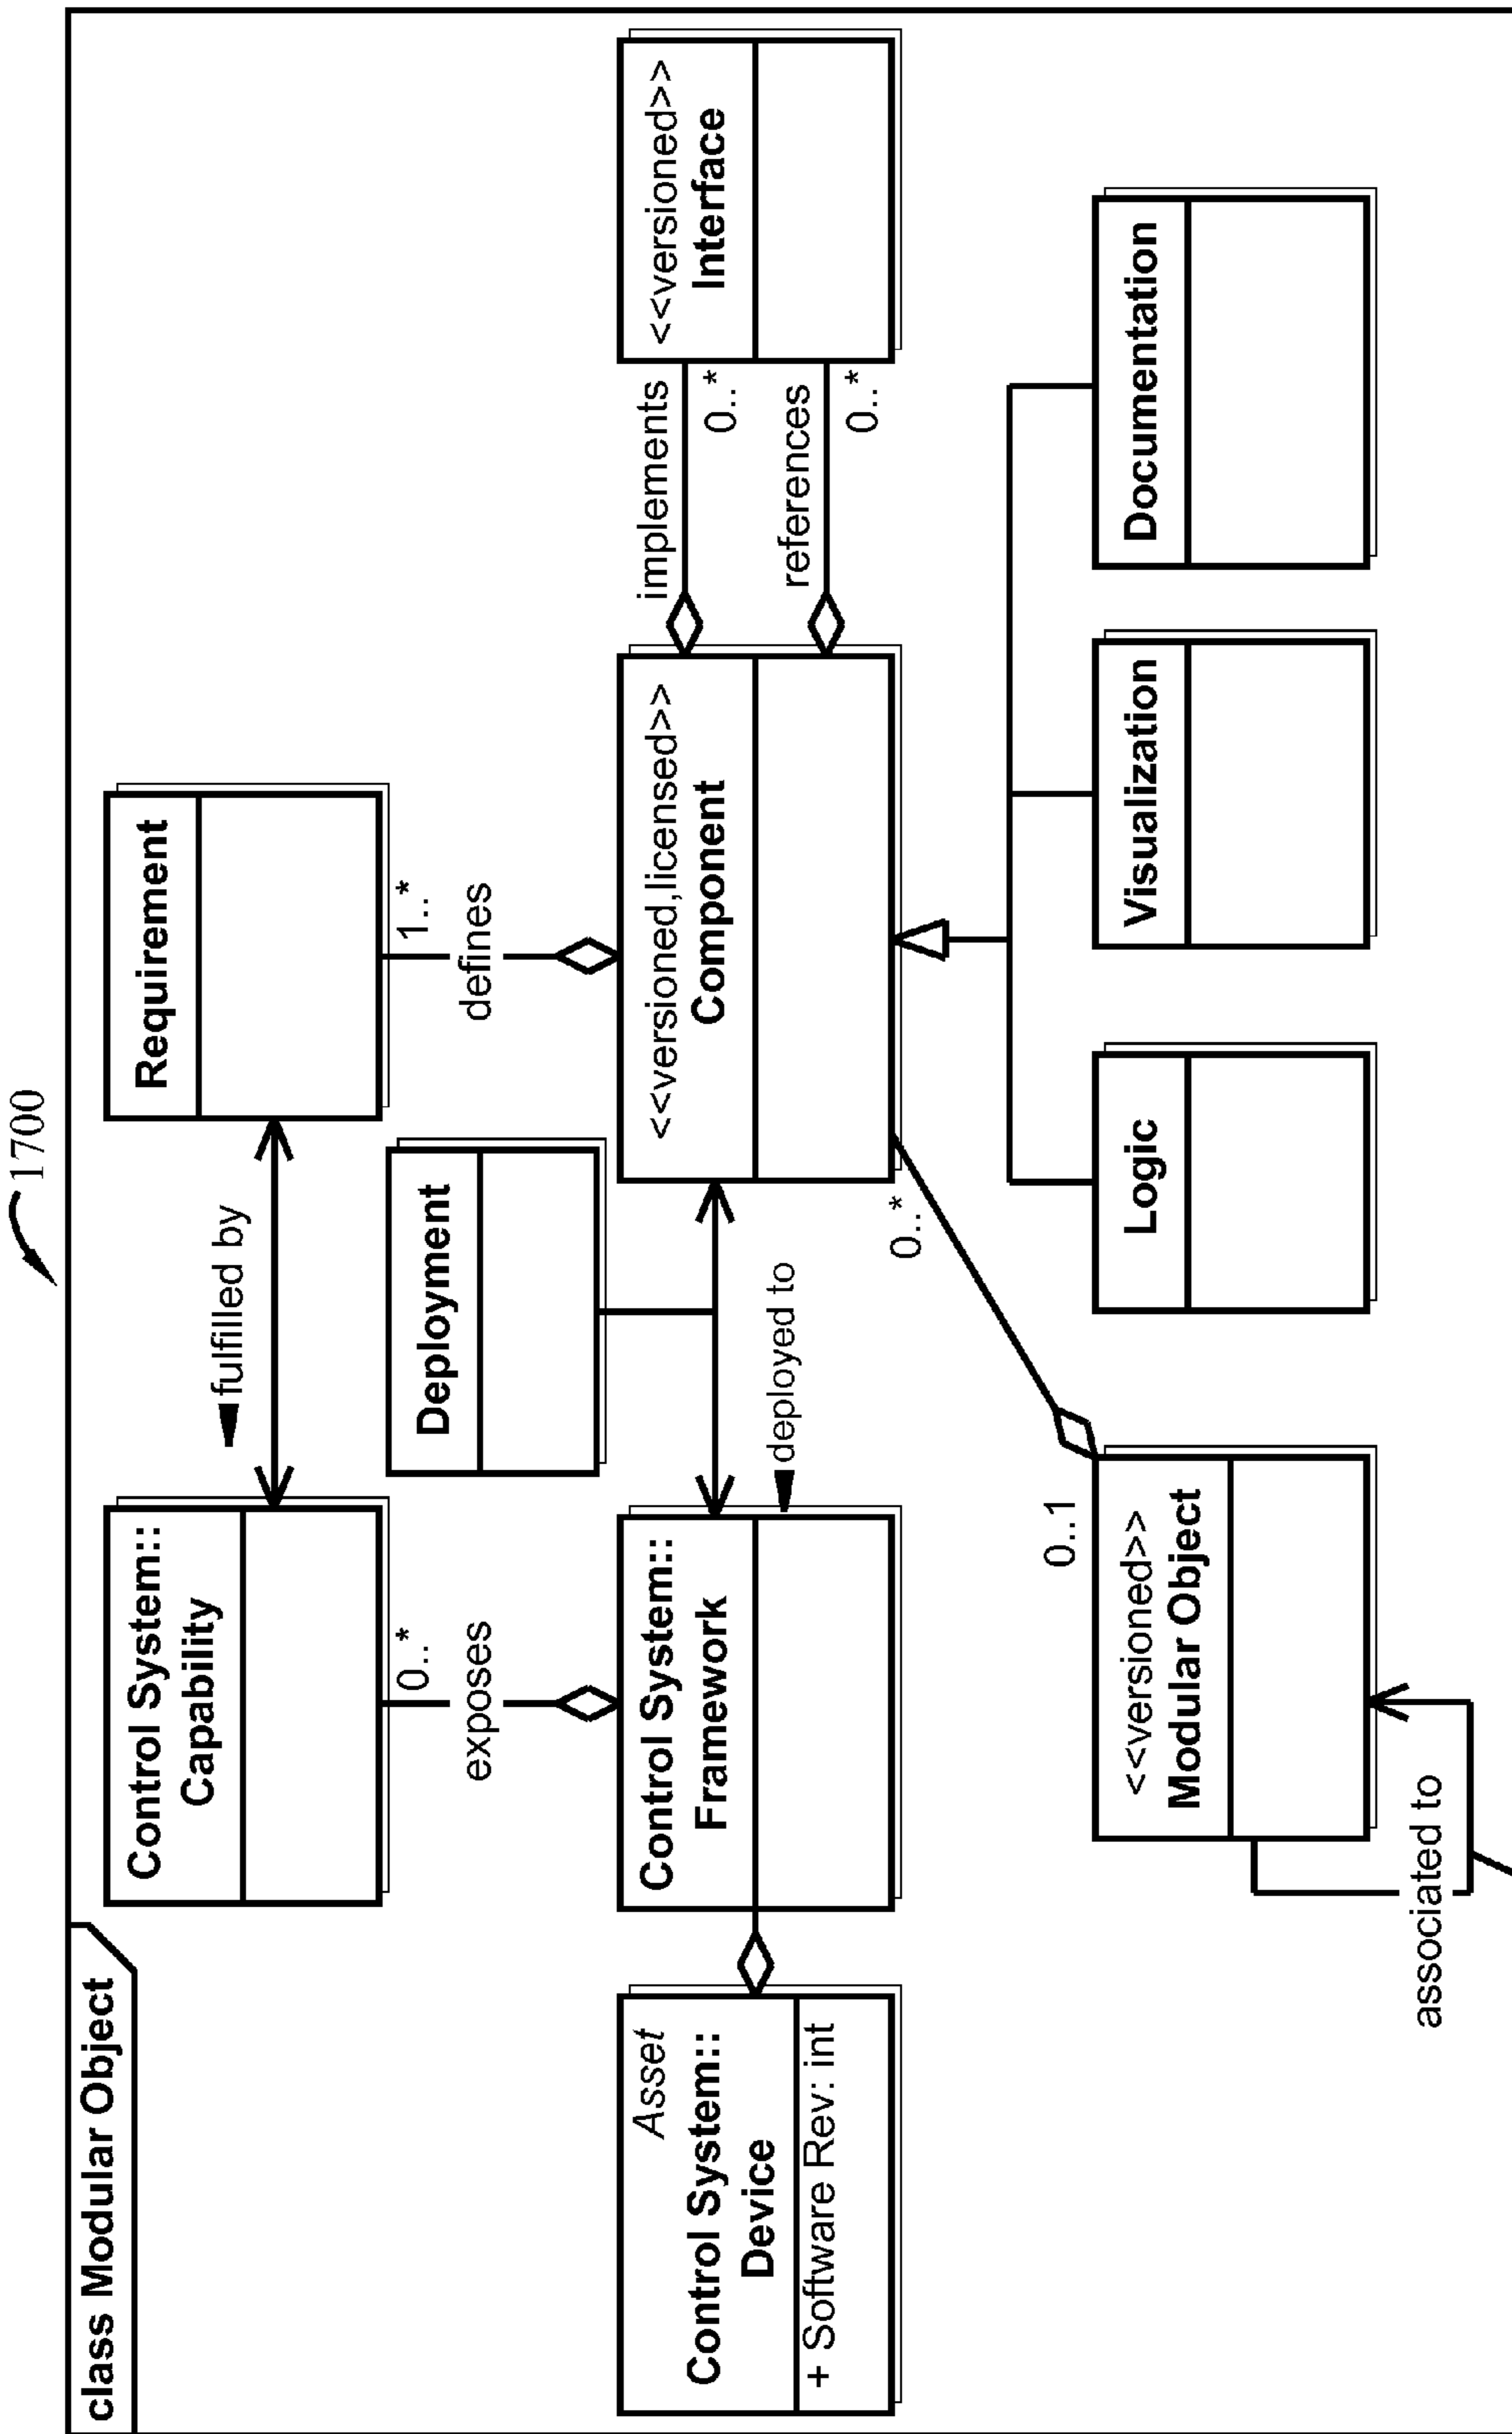 1700
class Modular Object
Control System::
Capability
fulfilled by
Requirement
0..*
exposes
1..*
defines
Deployment
Asset
Control System::
Device
+ Software Rev: int
Control System::
Framework
deployed to
<<versioned,licensed>>
Component
implements
0..*
references
0..*
<<versioned>>
Interface
0..*
0..1
<<versioned>>
Modular Object
associated to
Logic
Visualization
Documentation